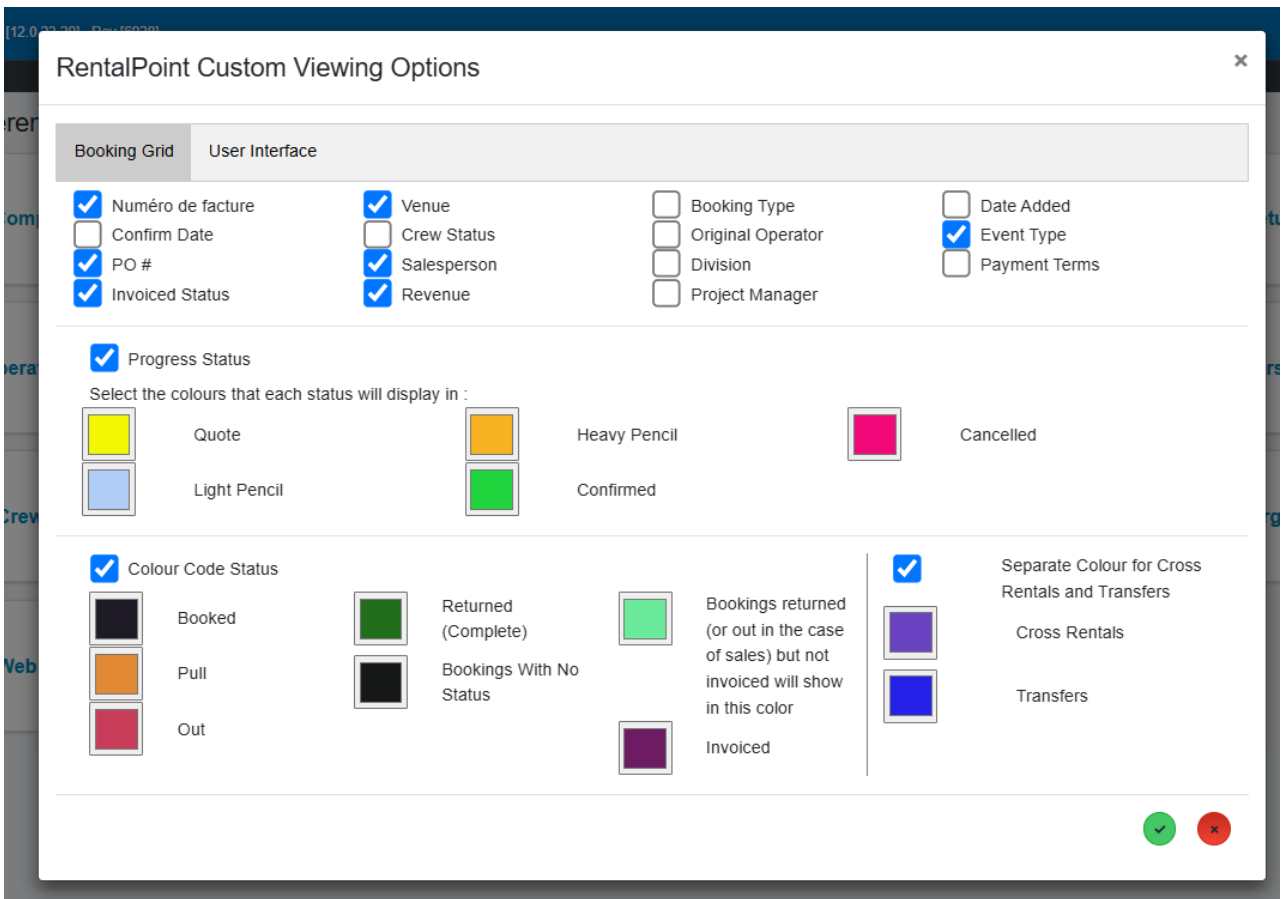 [12.0.
RentalPoint Custom Viewing Options
Booking Grid User Interface
Numéro de facture Venue Booking Type Date Added
Confirm Date Crew Status Original Operator Event Type
PO # Salesperson Division Payment Terms
Invoiced Status Revenue Project Manager
Progress Status
Select the colours that each status will display in :
Quote Heavy Pencil Cancelled
Light Pencil Confirmed
Colour Code Status
Booked
Pull
Out
Returned
(Complete)
Bookings With No
Status
Bookings returned
(or out in the case
of sales) but not
invoiced will show
in this color
Invoiced
Separate Colour for Cross
Rentals and Transfers
Cross Rentals
Transfers
Web